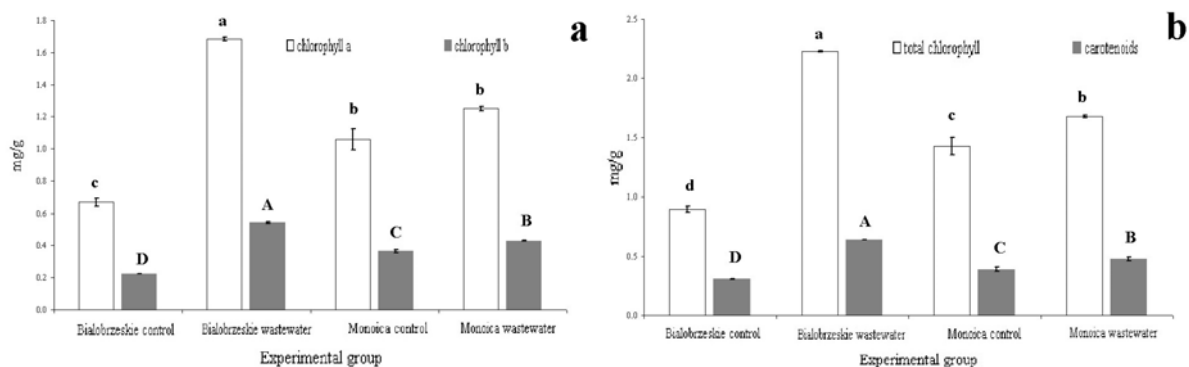 a
chlorophyll a
chlorophyll b
mg/g
1.8
1.6
1.4
1.2
1.0
0.8
0.6
0.4
0.2
0.0
c
D
a
A
b
C
b
B
Bialobrzeskie control
Bialobrzeskie wastewater
Monoica control
Monoica wastewater
Experimental group
b
total chlorophyll
carotenoids
mg/g
2.5
2.0
1.5
1.0
0.5
0.0
d
D
a
A
c
C
b
B
Bialobrzeskie control
Bialobrzeskie wastewater
Monoica control
Monoica wastewater
Experimental group